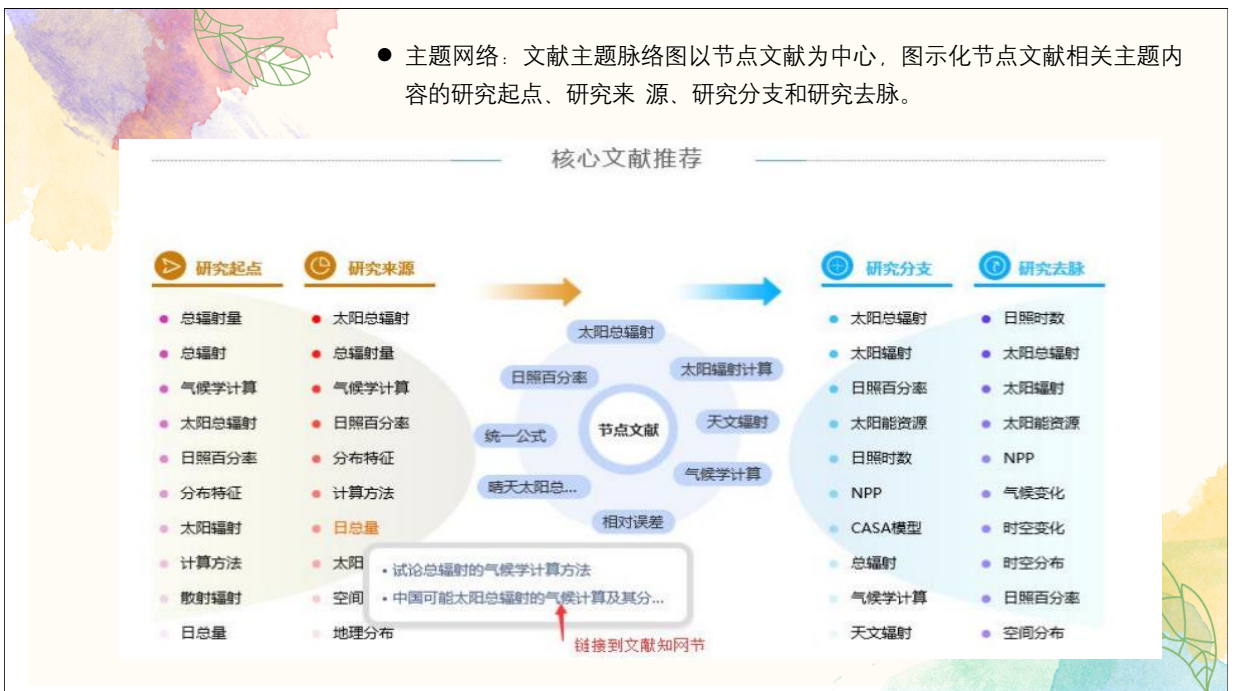 ● 主题网络：文献主题脉络图以节点文献为中心，图示化节点文献相关主题内
容的研究起点、研究来 源、研究分支和研究去脉。
核心文献推荐
研究起点
总辐射量
总辐射
气候学计算
太阳总辐射
日照百分率
分布特征
太阳辐射
计算方法
散射辐射
日总量
研究来源
太阳总辐射
总辐射量
气候学计算
日照百分率
分布特征
计算方法
日总量
太阳
空间
地理分布
• 试论总辐射的气候学计算方法
• 中国可能太阳总辐射的气候计算及其分...
链接到文献知网节
太阳总辐射
日照百分率
太阳辐射计算
统一公式
节点文献
天文辐射
晴天太阳总...
气候学计算
相对误差
研究分支
太阳总辐射
太阳辐射
日照百分率
太阳能资源
日照时数
NPP
CASA模型
总辐射
气候学计算
天文辐射
研究去脉
日照时数
太阳总辐射
太阳辐射
太阳能资源
NPP
气候变化
时空变化
时空分布
日照百分率
空间分布